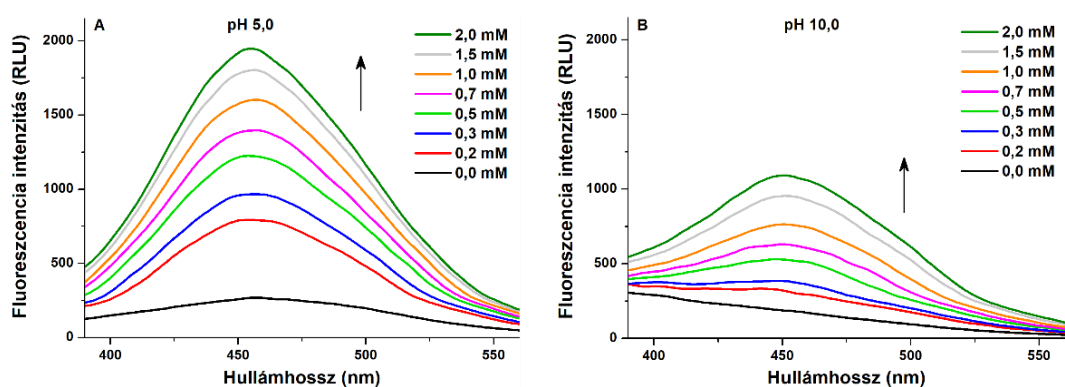 A
pH 5,0
Fluoreszcencia intenzitás (RLU)
2000
1500
1000
500
0
400
450
500
550
Hullámhossz (nm)
2,0 mM
1,5 mM
1,0 mM
0,7 mM
0,5 mM
0,3 mM
0,2 mM
0,0 mM
B
pH 10,0
Fluoreszcencia intenzitás (RLU)
2000
1500
1000
500
0
400
450
500
550
Hullámhossz (nm)
2,0 mM
1,5 mM
1,0 mM
0,7 mM
0,5 mM
0,3 mM
0,2 mM
0,0 mM